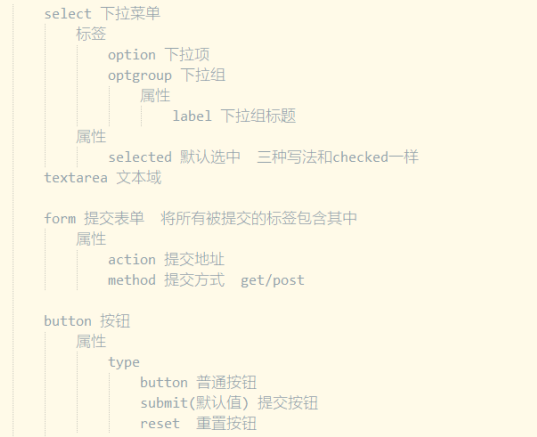 select 下拉菜单
标签
option 下拉项
optgroup 下拉组
属性
label 下拉组标题
属性
selected 默认选中 三种写法和checked一样
textarea 文本域
form 提交表单 将所有被提交的标签包含其中
属性
action 提交地址
method 提交方式 get/post
button 按钮
属性
type
button 普通按钮
submit(默认值) 提交按钮
reset 重置按钮